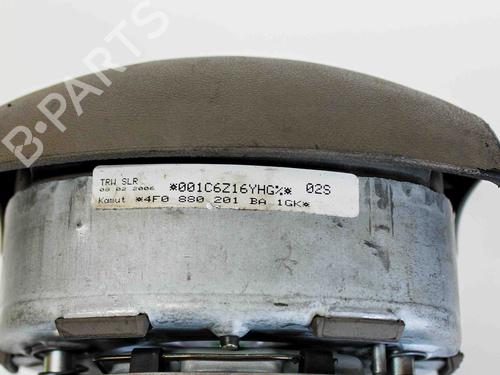 B-Parts
TRW SLR
08 02 2006 *001C6Z16YHG%* 02S
Kamut *4F0 880 201 BA 1GK*